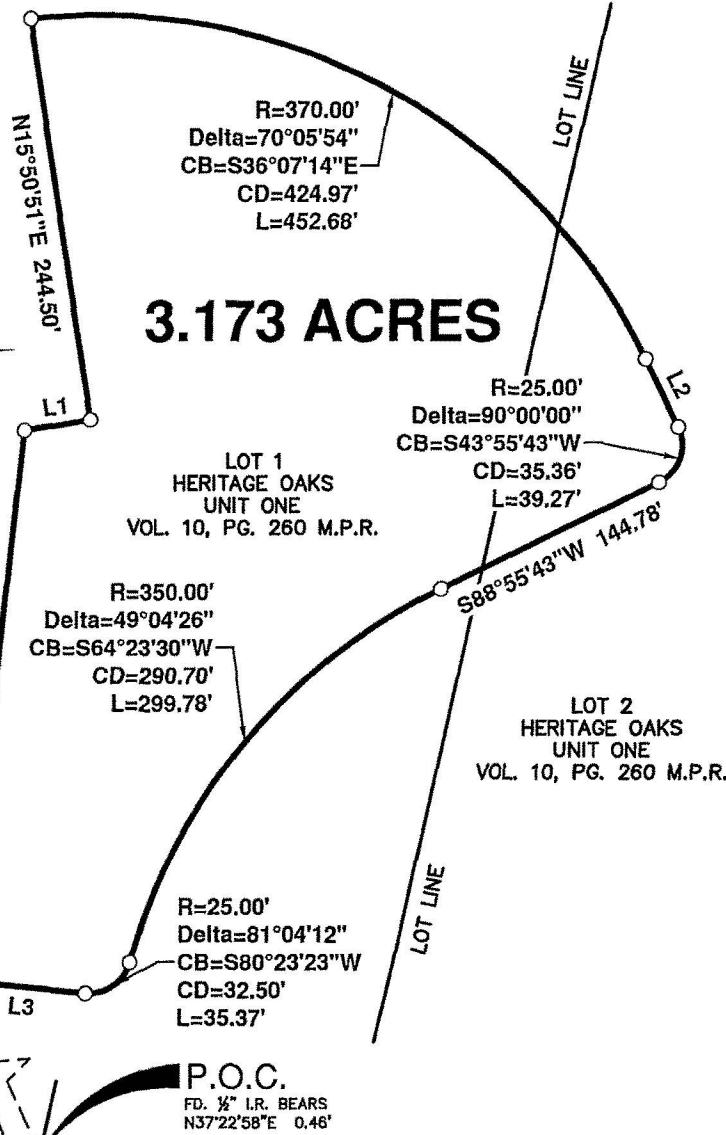 LOT LINE
R=370.00'
Delta=70°05'54"
CB=S36°07'14"E
CD=424.97'
L=452.68'
N15°50'51"E 244.50'
3.173 ACRES
L2
R=25.00'
Delta=90°00'00"
CB=S43°55'43"W
CD=35.36'
L=39.27'
L1
LOT 1
HERITAGE OAKS
UNIT ONE
VOL. 10, PG. 260 M.P.R.
S88°55'43"W 144.78'
R=350.00'
Delta=49°04'26"
CB=S64°23'30"W
CD=290.70'
L=299.78'
LOT 2
HERITAGE OAKS
UNIT ONE
VOL. 10, PG. 260 M.P.R.
LOT LINE
R=25.00'
Delta=81°04'12"
CB=S80°23'23"W
CD=32.50'
L=35.37'
L3
P.O.C.
FD. ½" I.R. BEARS
N37°22'58"E 0.46'